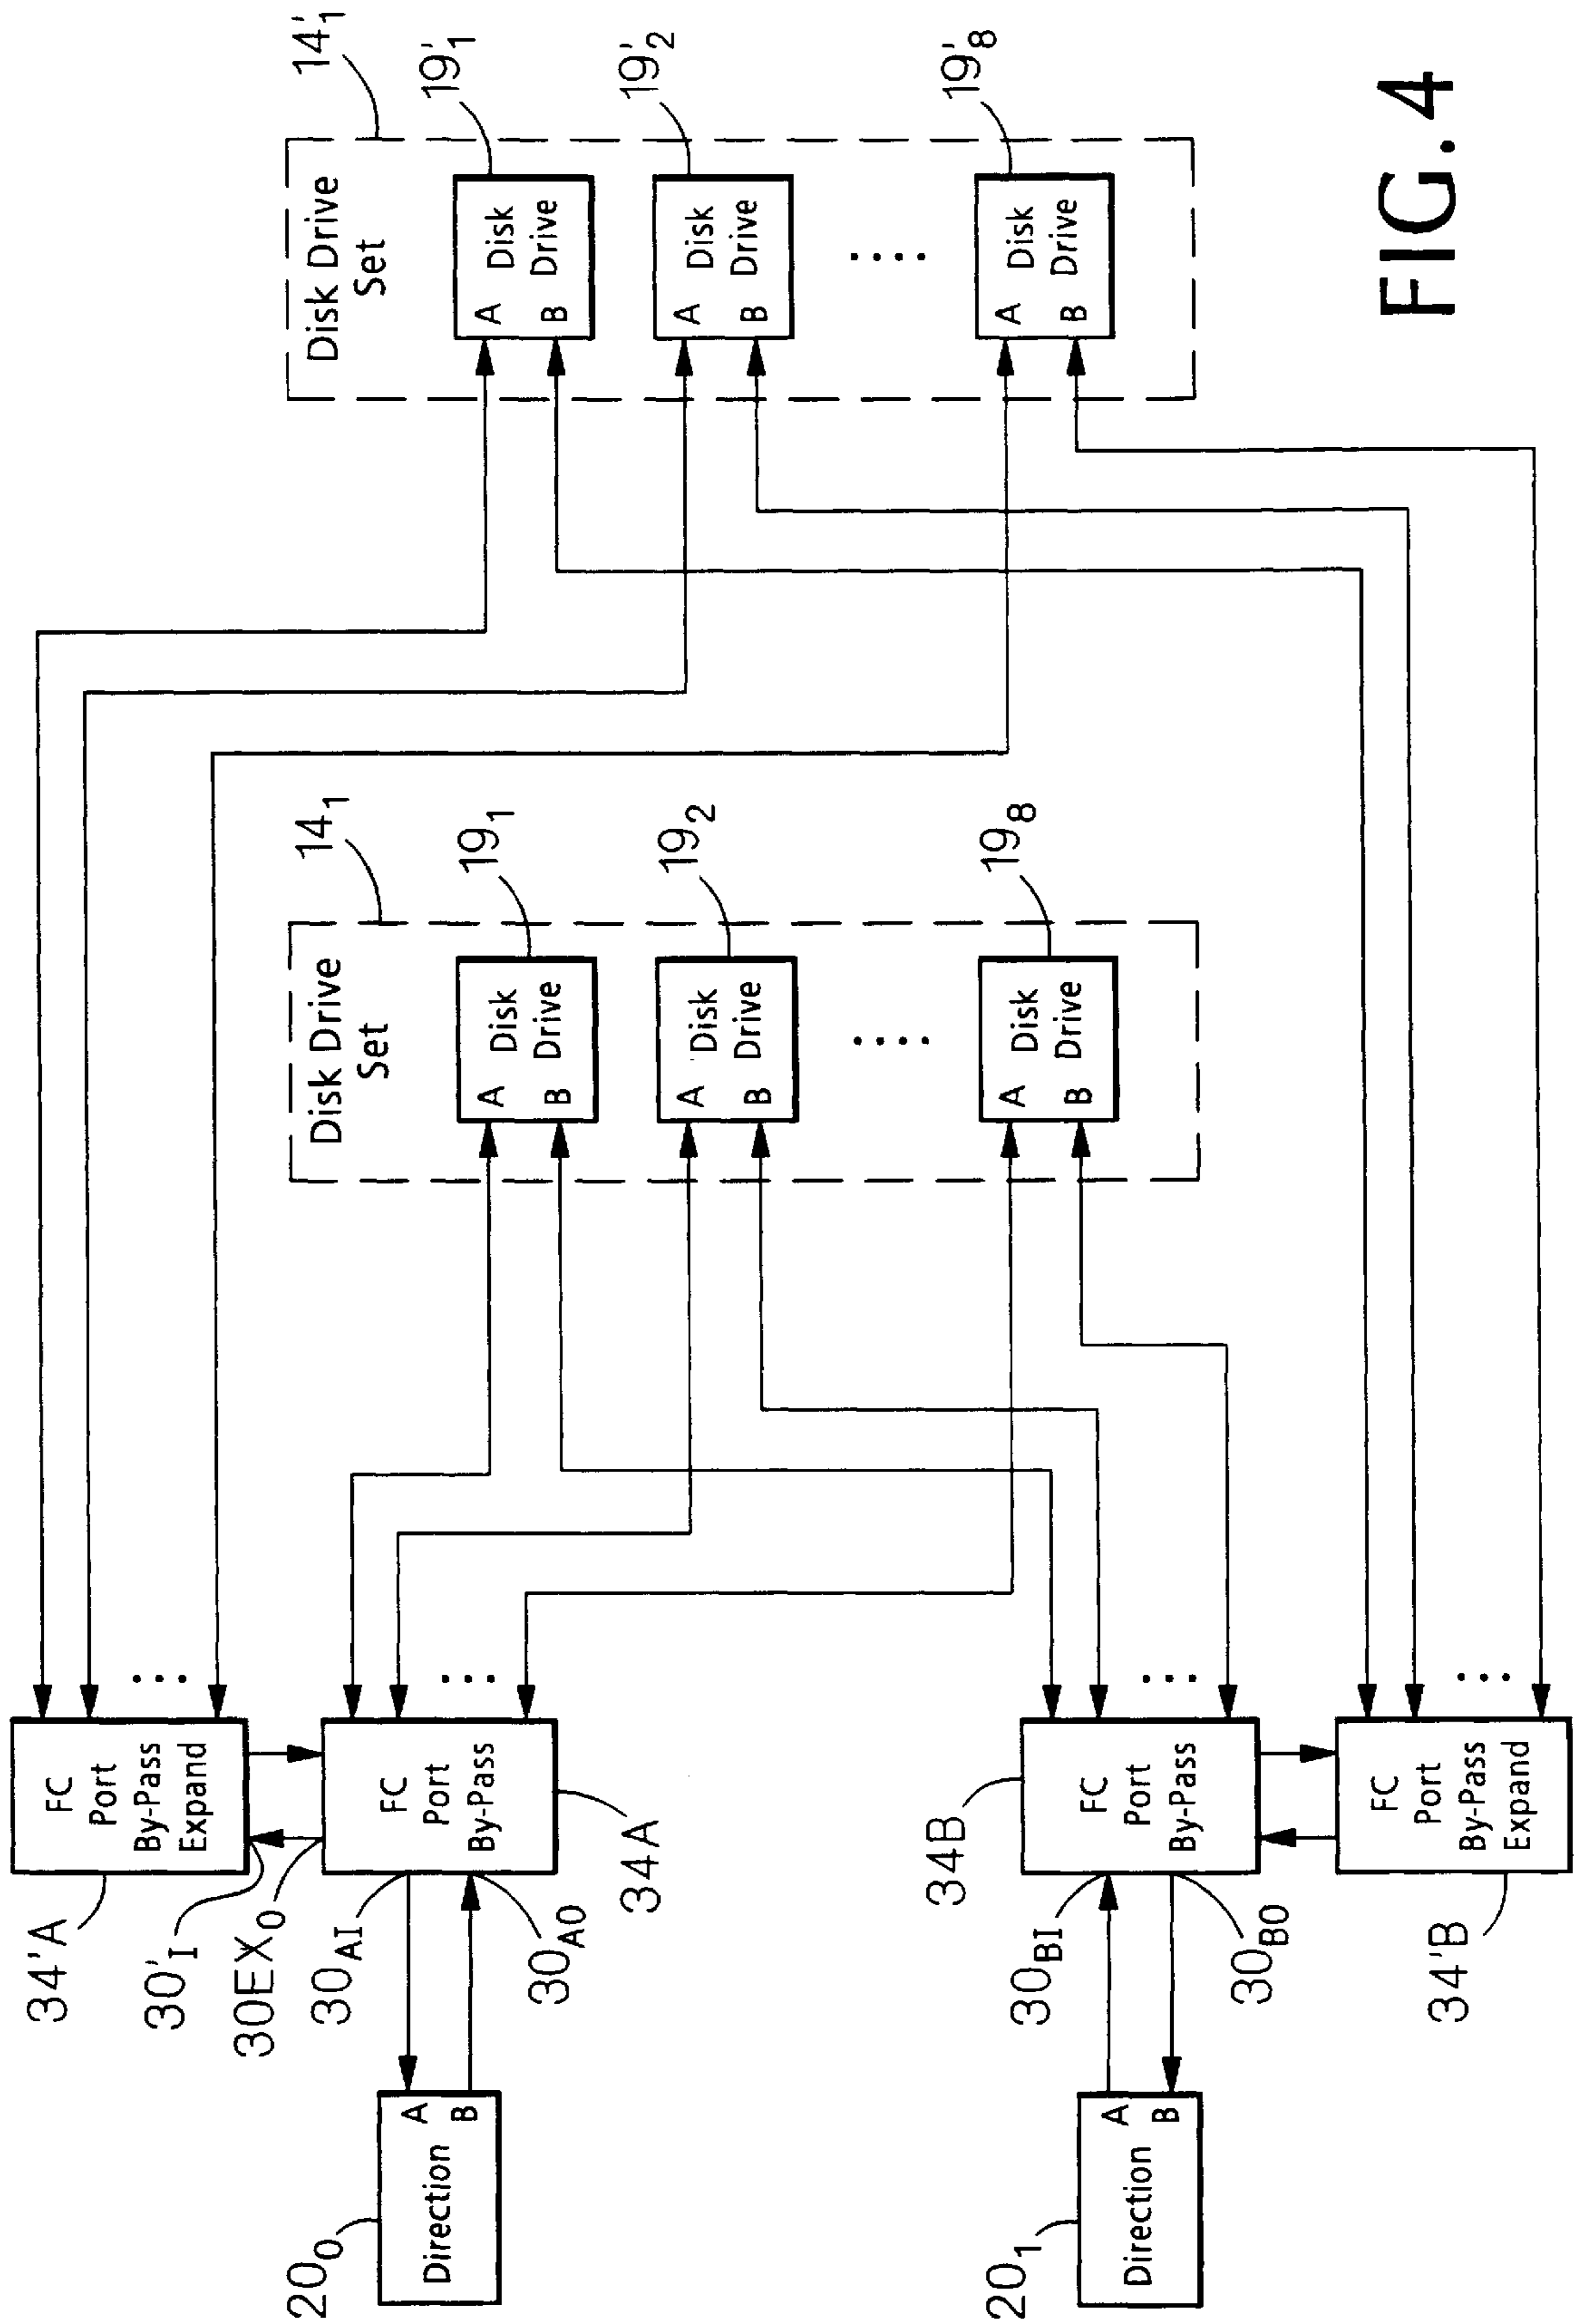 34'A
30'I
30EX0
30AI
30A0
34A
FC
Port
By-Pass
Expand
FC
Port
By-Pass
200
Direction
A
B
201
Direction
A
B
34B
30BI
30B0
34'B
FC
Port
By-Pass
FC
Port
By-Pass
Expand
141
Disk Drive
Set
191
A
Disk
B
Drive
192
A
Disk
B
Drive
198
A
Disk
B
Drive
14'1
Disk Drive
Set
19'1
A
Disk
B
Drive
19'2
A
Disk
B
Drive
19'8
A
Disk
B
Drive
FIG. 4